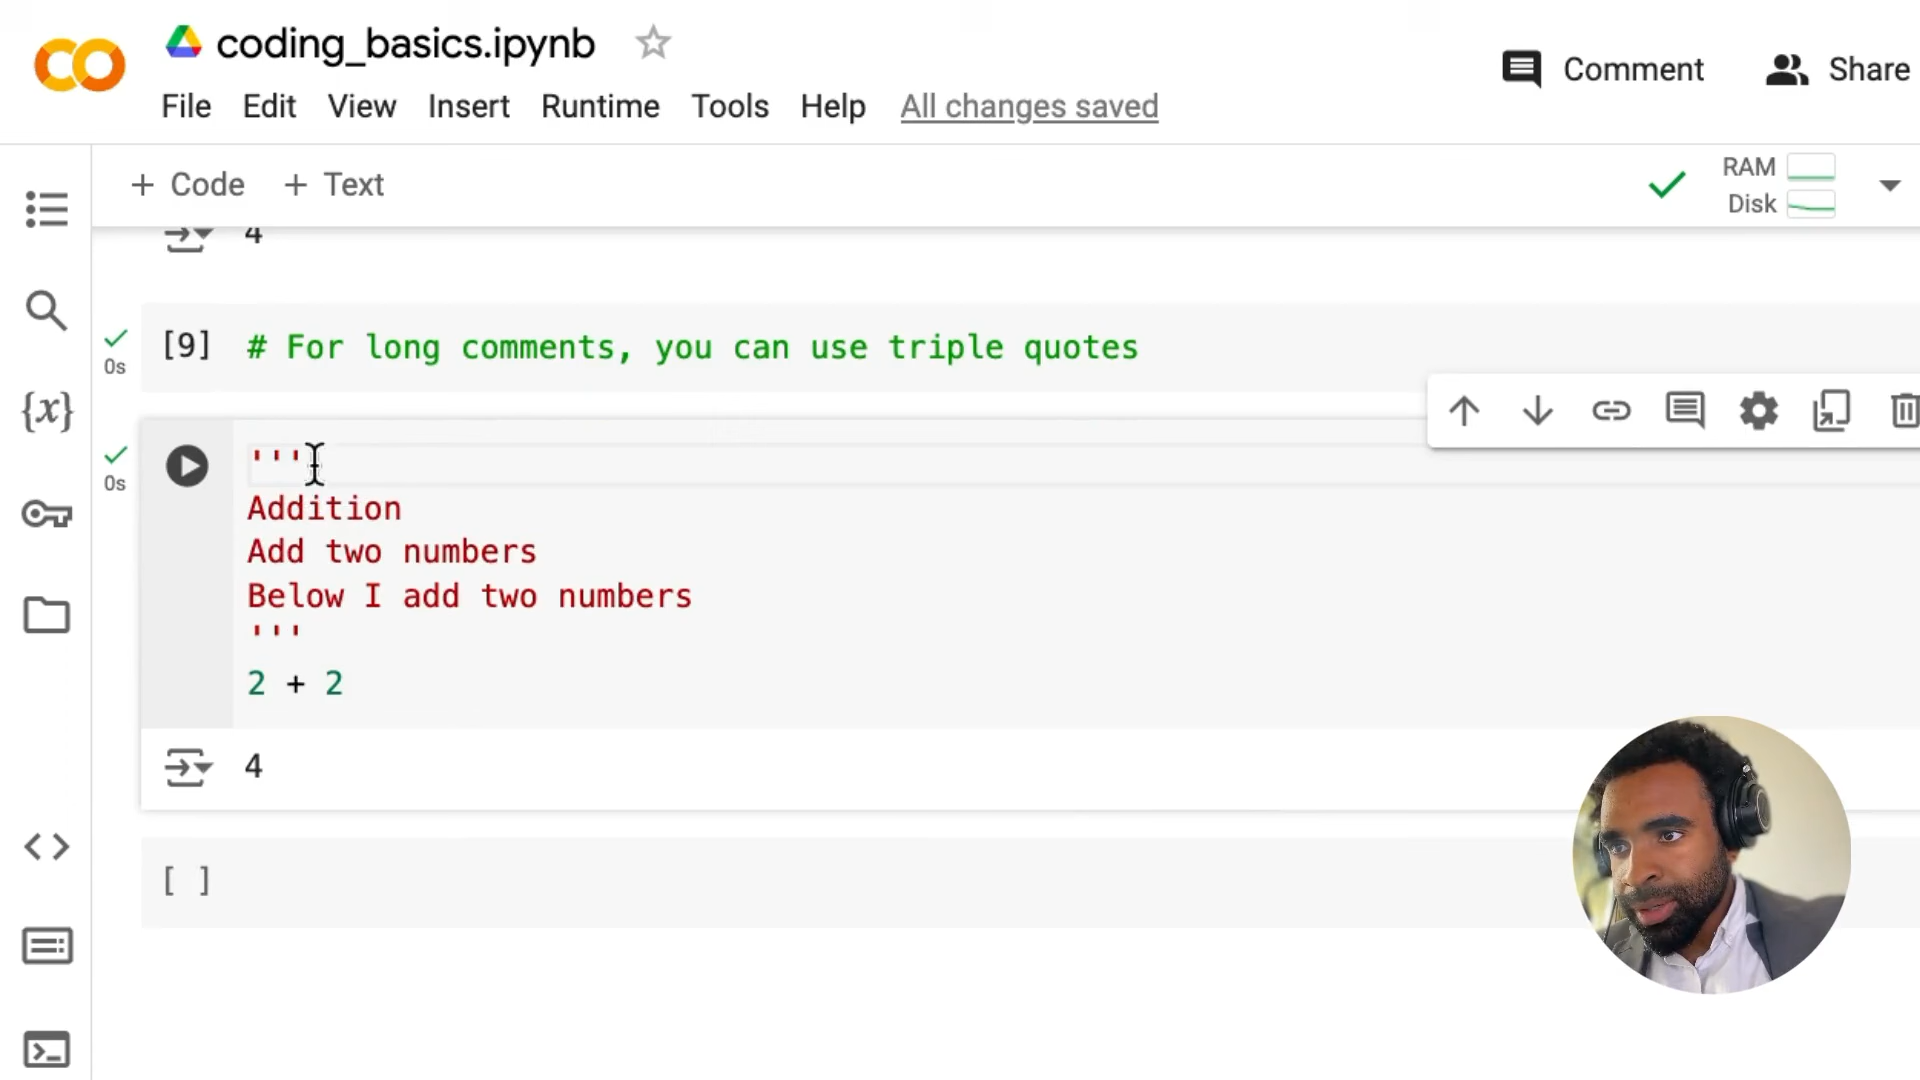 coding_basics.ipynb
Comment
Share
File Edit View Insert Runtime Tools Help All changes saved
+ Code + Text
RAM
Disk
4
[9] # For long comments, you can use triple quotes
0s
'''
0s
Addition
Add two numbers
Below I add two numbers
'''
2 + 2
4
[ ]